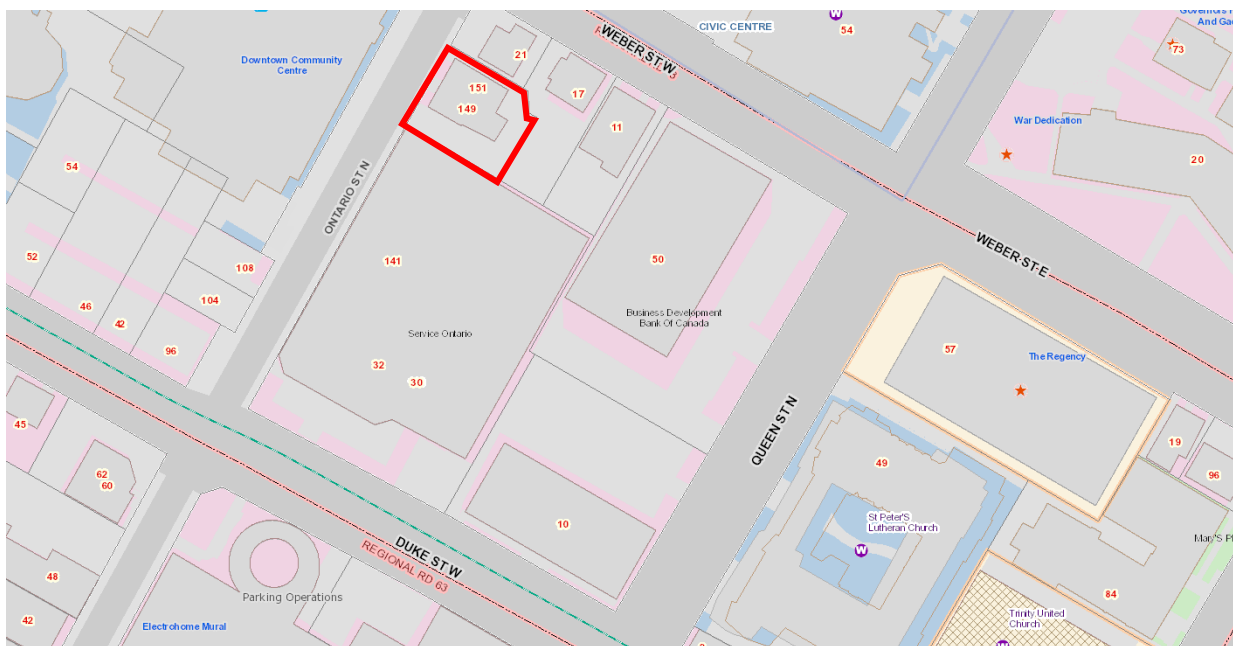 Governors H
And Gar
CIVIC CENTRE
54
73
WEBER ST W
21
Downtown Community
Centre
151
149
17
11
War Dedication
20
54
ONTARIO ST N
WEBER ST E
52
108
104
46
42
96
141
50
Business Development
Bank Of Canada
Service Ontario
32
30
57
The Regency
45
QUEEN ST N
19
96
49
62
60
10
St Peter'S
Lutheran Church
Mary'S Pl
DUKE ST W
REGIONAL RD 63
48
Parking Operations
84
42
Electrohome Mural
Trinity United
Church